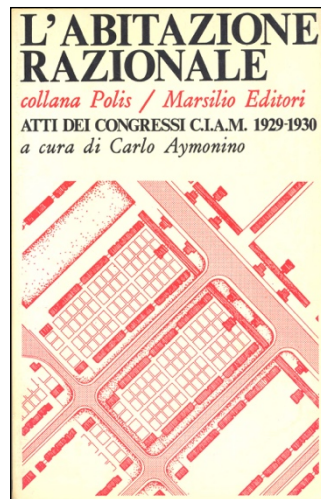 L'ABITAZIONE
RAZIONALE
collana Polis / Marsilio Editori
ATTI DEI CONGRESSI C.I.A.M. 1929-1930
a cura di Carlo Aymonino